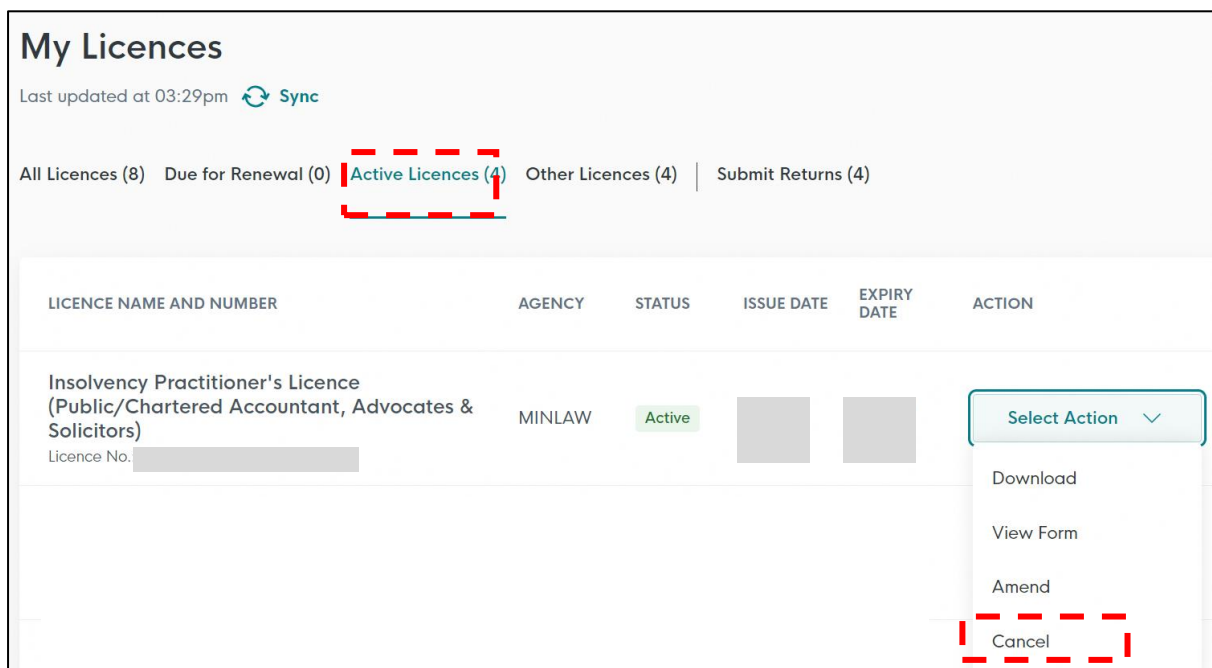 My Licences
Last updated at 03:29pm Sync
All Licences (8) Due for Renewal (0) Active Licences (4) Other Licences (4) Submit Returns (4)
LICENCE NAME AND NUMBER AGENCY STATUS ISSUE DATE EXPIRY DATE ACTION
Insolvency Practitioner's Licence
(Public/Chartered Accountant, Advocates &
Solicitors)
Licence No.
MINLAW
Active
Select Action
Download
View Form
Amend
Cancel